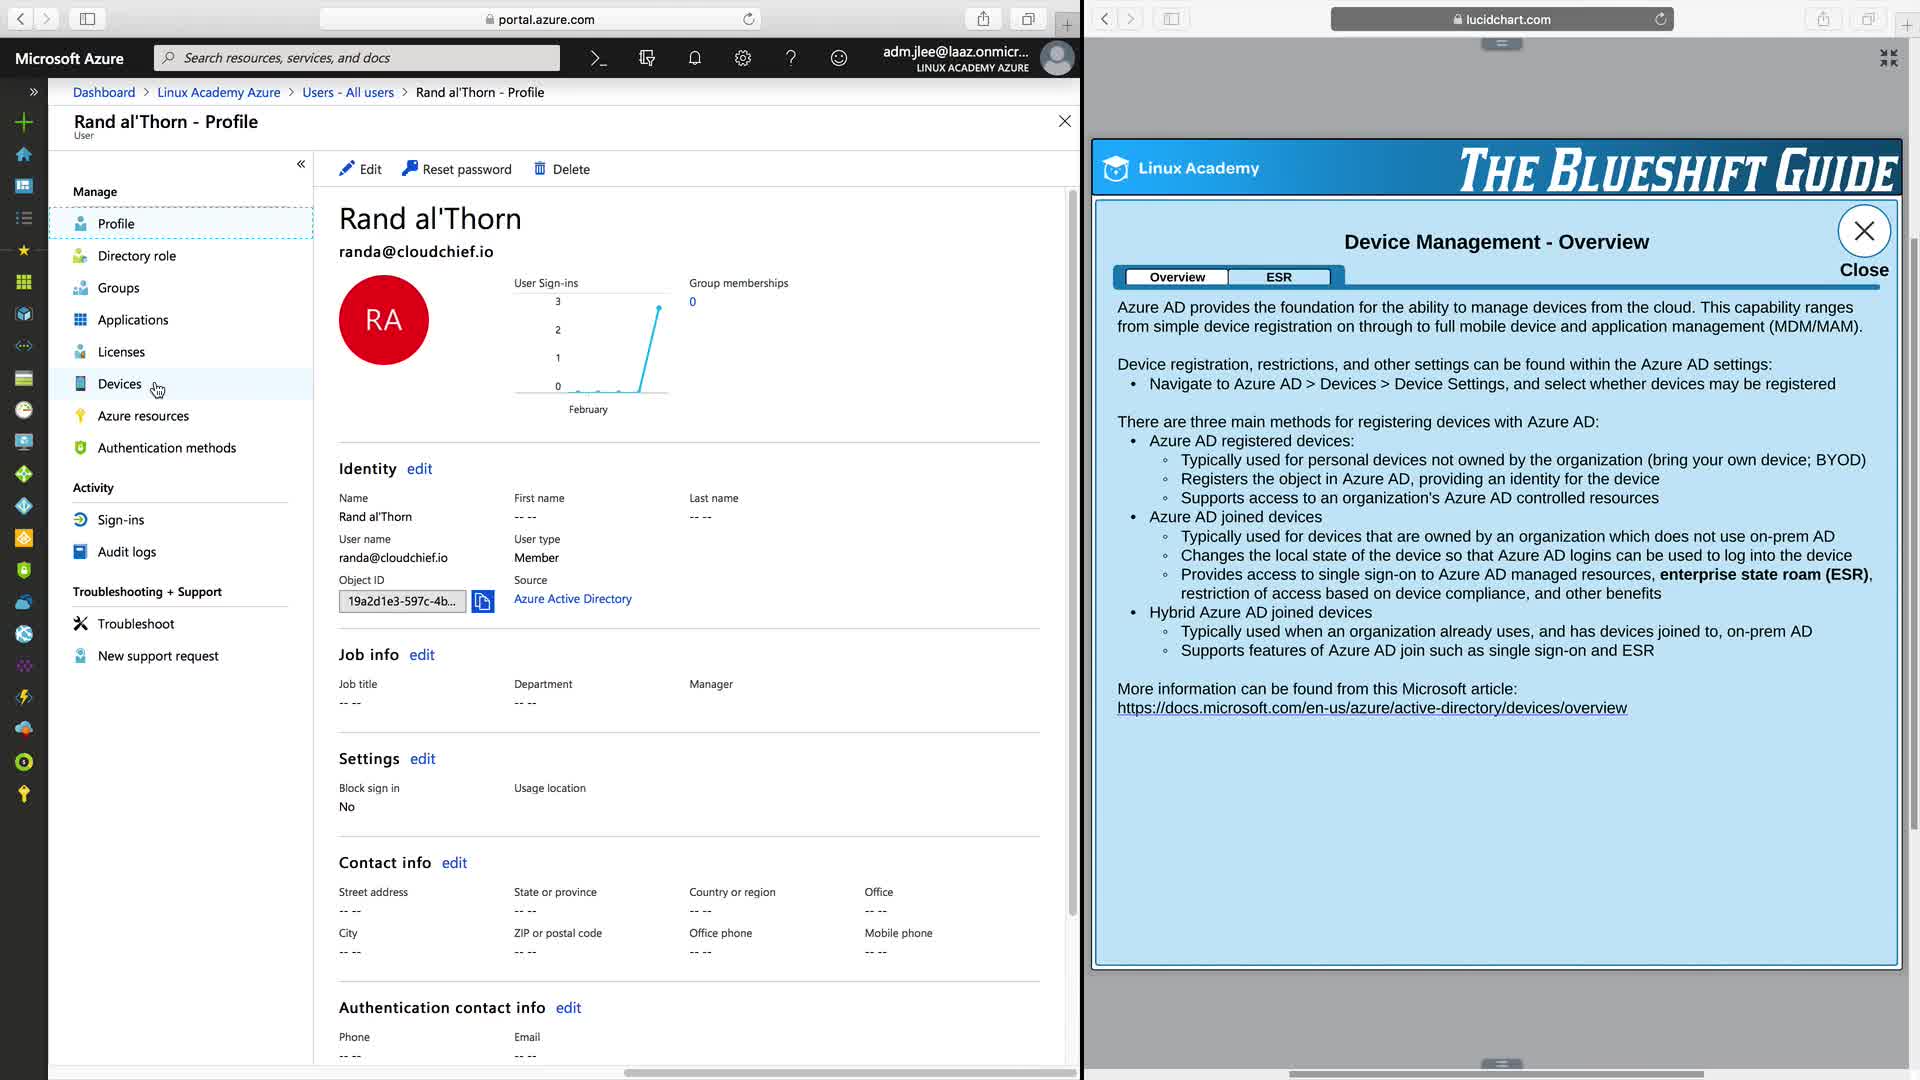 portal.azure.com
Microsoft Azure
Search resources, services, and docs
adm.jlee@laaz.onmicr...
LINUX ACADEMY AZURE
Dashboard > Linux Academy Azure > Users - All users > Rand al'Thorn - Profile
Rand al'Thorn - Profile
User
Manage
Profile
Directory role
Groups
Applications
Licenses
Devices
Azure resources
Authentication methods
Activity
Sign-ins
Audit logs
Troubleshooting + Support
Troubleshoot
New support request
Edit Reset password Delete
Rand al'Thorn
randa@cloudchief.io
RA
User Sign-ins
3
2
1
0
February
Group memberships
0
Identity edit
Name First name Last name
Rand al'Thorn -- -- -- --
User name User type
randa@cloudchief.io Member
Object ID Source
19a2d1e3-597c-4b... Azure Active Directory
Job info edit
Job title Department Manager
-- -- -- --
Settings edit
Block sign in Usage location
No
Contact info edit
Street address State or province Country or region Office
-- -- -- -- -- -- -- --
City ZIP or postal code Office phone Mobile phone
-- -- -- -- -- -- -- --
Authentication contact info edit
Phone Email
-- -- -- --
lucidchart.com
Linux Academy
THE BLUESHIFT GUIDE
Device Management - Overview
Close
Overview ESR
Azure AD provides the foundation for the ability to manage devices from the cloud. This capability ranges
from simple device registration on through to full mobile device and application management (MDM/MAM).
Device registration, restrictions, and other settings can be found within the Azure AD settings:
• Navigate to Azure AD > Devices > Device Settings, and select whether devices may be registered
There are three main methods for registering devices with Azure AD:
• Azure AD registered devices:
◦ Typically used for personal devices not owned by the organization (bring your own device; BYOD)
◦ Registers the object in Azure AD, providing an identity for the device
◦ Supports access to an organization's Azure AD controlled resources
• Azure AD joined devices
◦ Typically used for devices that are owned by an organization which does not use on-prem AD
◦ Changes the local state of the device so that Azure AD logins can be used to log into the device
◦ Provides access to single sign-on to Azure AD managed resources, enterprise state roam (ESR),
restriction of access based on device compliance, and other benefits
• Hybrid Azure AD joined devices
◦ Typically used when an organization already uses, and has devices joined to, on-prem AD
◦ Supports features of Azure AD join such as single sign-on and ESR
More information can be found from this Microsoft article:
https://docs.microsoft.com/en-us/azure/active-directory/devices/overview